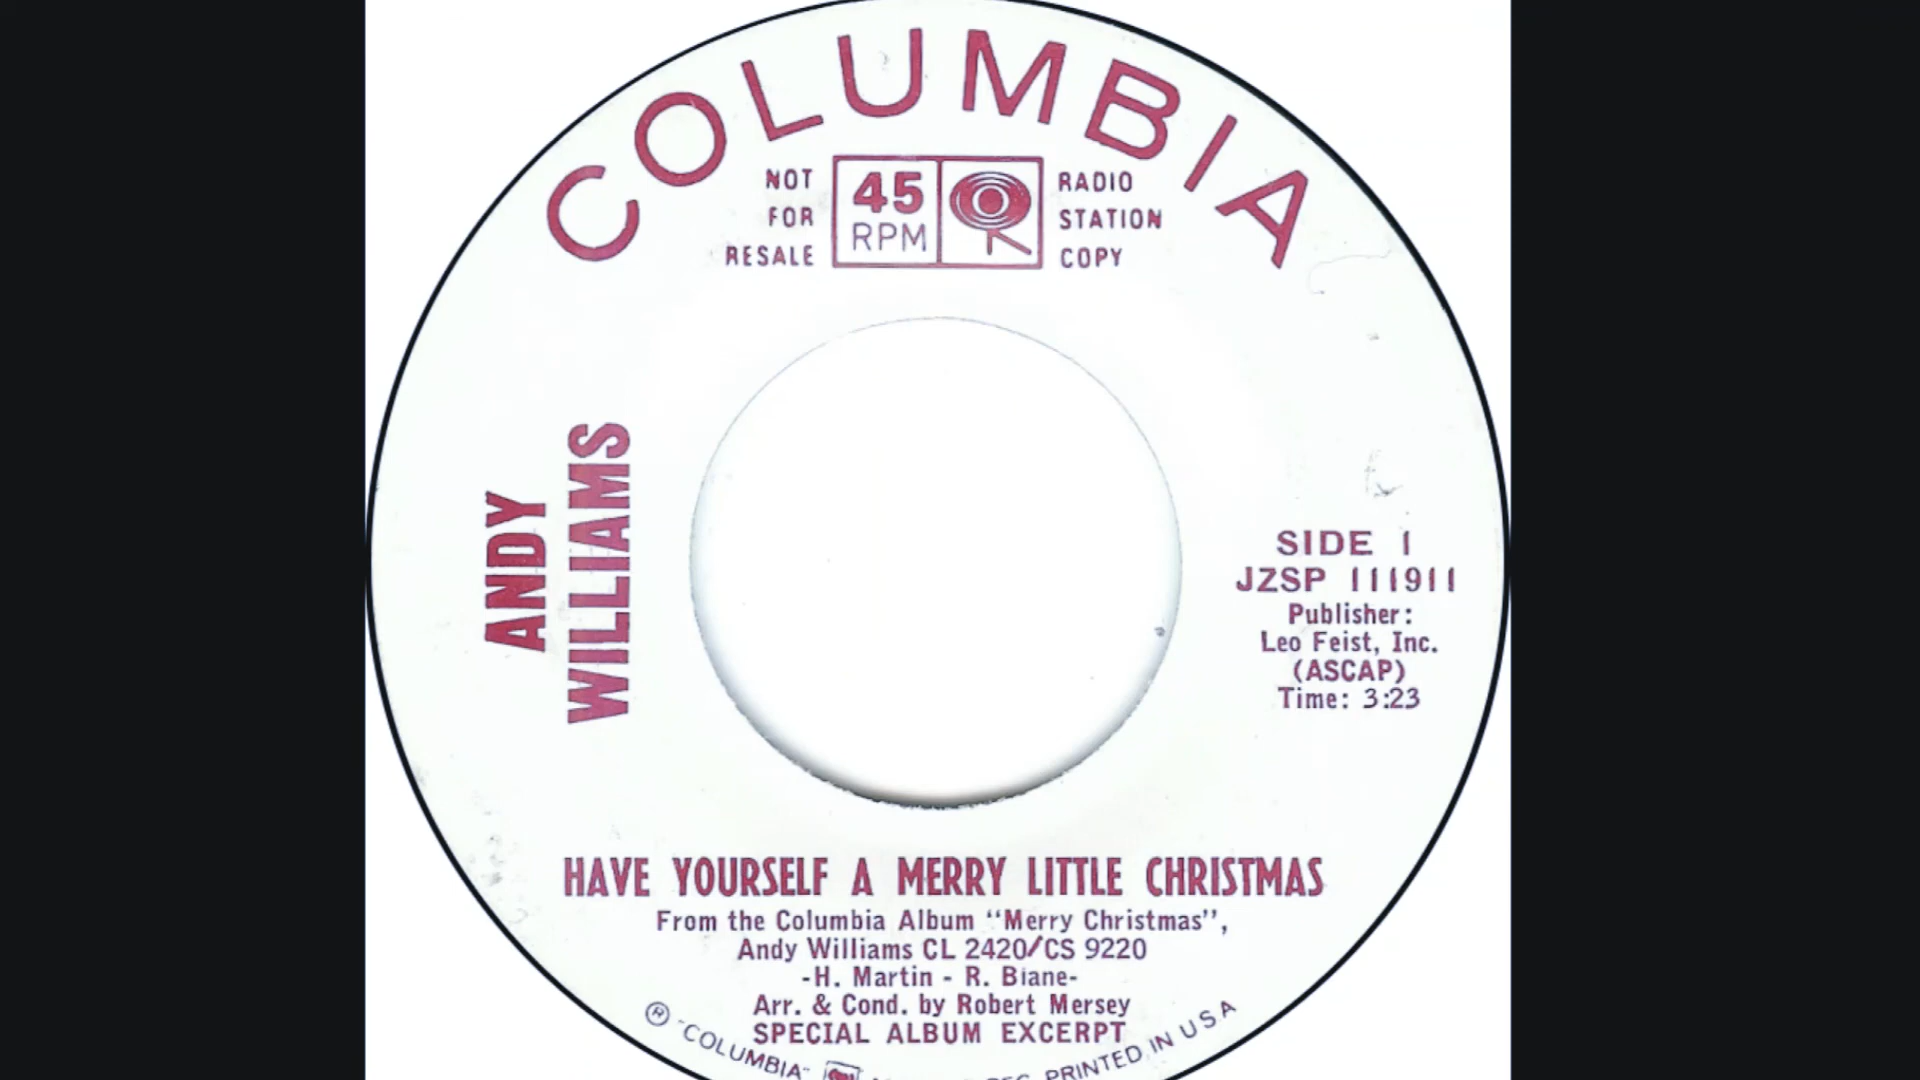 COLUMBIA
NOT
FOR
RESALE
45
RPM
RADIO
STATION
COPY
ANDY
WILLIAMS
SIDE 1
JZSP 111911
Publisher:
Leo Feist, Inc.
(ASCAP)
Time: 3:23
HAVE YOURSELF A MERRY LITTLE CHRISTMAS
From the Columbia Album "Merry Christmas",
Andy Williams CL 2420/CS 9220
-H. Martin - R. Blane-
Arr. & Cond. by Robert Mersey
SPECIAL ALBUM EXCERPT
® "COLUMBIA" PRINTED IN U S A